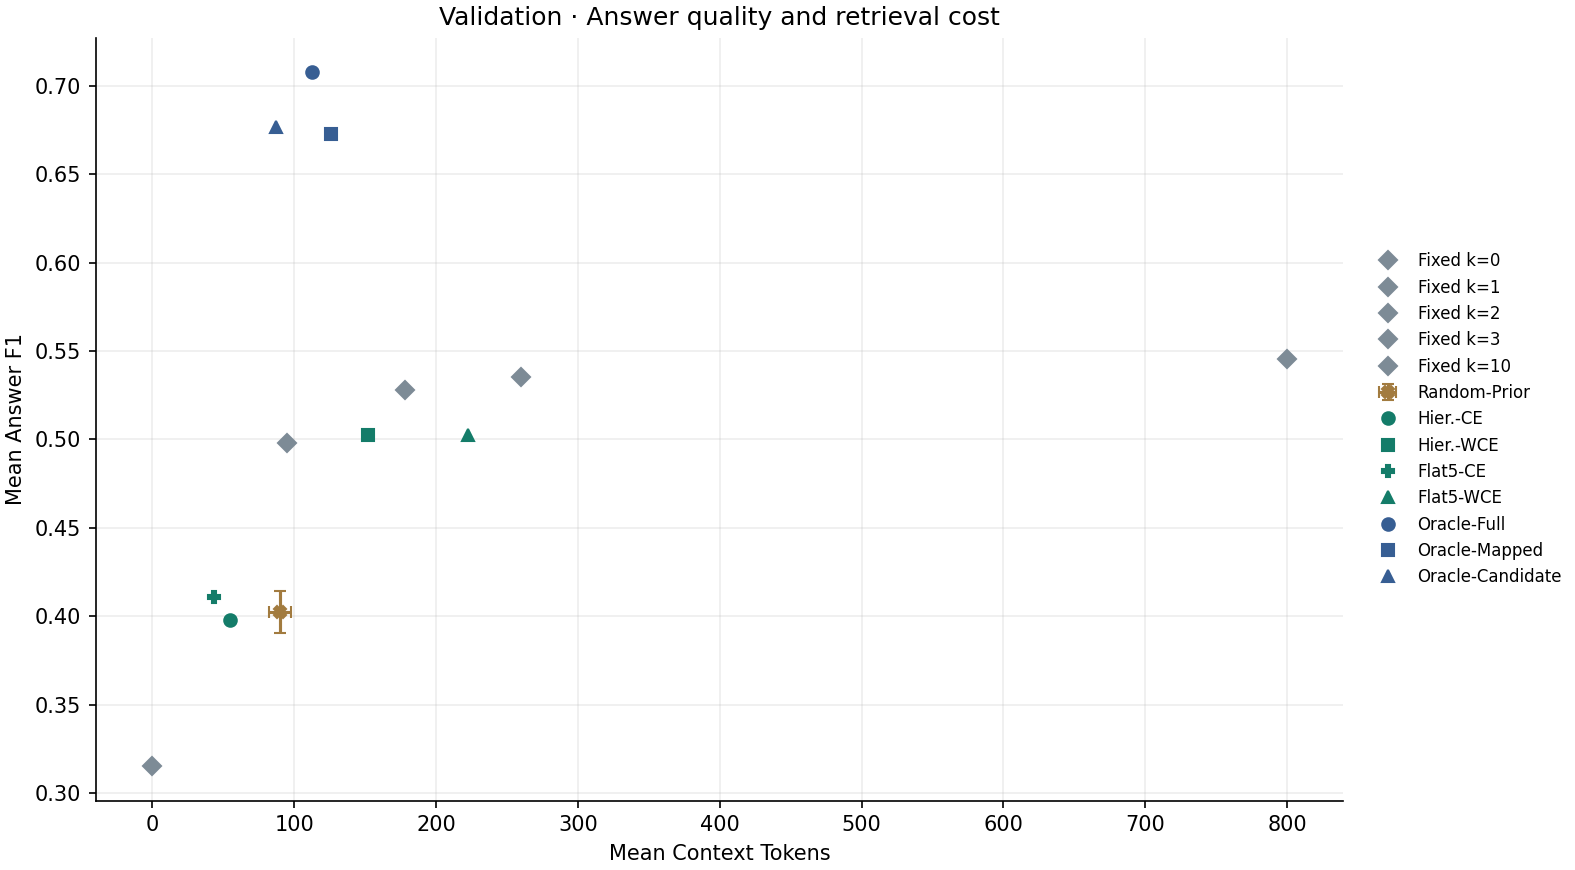 Validation · Answer quality and retrieval cost
Mean Answer F1
0.70
0.65
0.60
0.55
0.50
0.45
0.40
0.35
0.30
0 100 200 300 400 500 600 700 800
Mean Context Tokens
Fixed k=0
Fixed k=1
Fixed k=2
Fixed k=3
Fixed k=10
Random-Prior
Hier.-CE
Hier.-WCE
Flat5-CE
Flat5-WCE
Oracle-Full
Oracle-Mapped
Oracle-Candidate